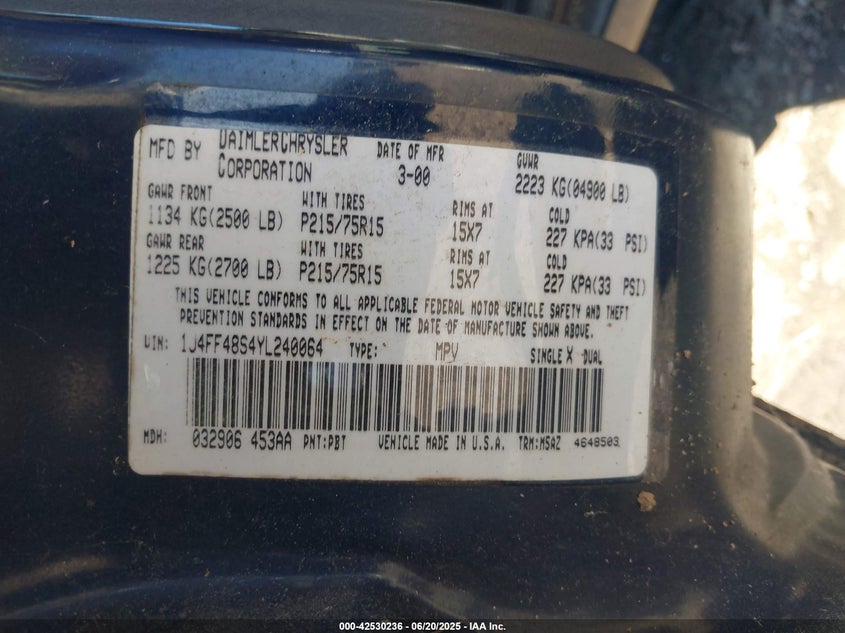 MFD BY DAIMLERCHRYSLER CORPORATION DATE OF MFR 3-00 GVWR 2223 KG(04900 LB)
GAWR FRONT WITH TIRES RIMS AT COLD
1134 KG(2500 LB) P215/75R15 15X7 227 KPA(33 PSI)
GAWR REAR WITH TIRES RIMS AT COLD
1225 KG(2700 LB) P215/75R15 15X7 227 KPA(33 PSI)
THIS VEHICLE CONFORMS TO ALL APPLICABLE FEDERAL MOTOR VEHICLE SAFETY AND THEFT
PREVENTION STANDARDS IN EFFECT ON THE DATE OF MANUFACTURE SHOWN ABOVE.
VIN: 1J4FF48S4YL240064 TYPE: MPV SINGLE X DUAL
MDH: 032906 453AA PNT:PBT VEHICLE MADE IN U.S.A. TRM:MSAZ 4648503
000-42530236 - 06/20/2025 - IAA Inc.